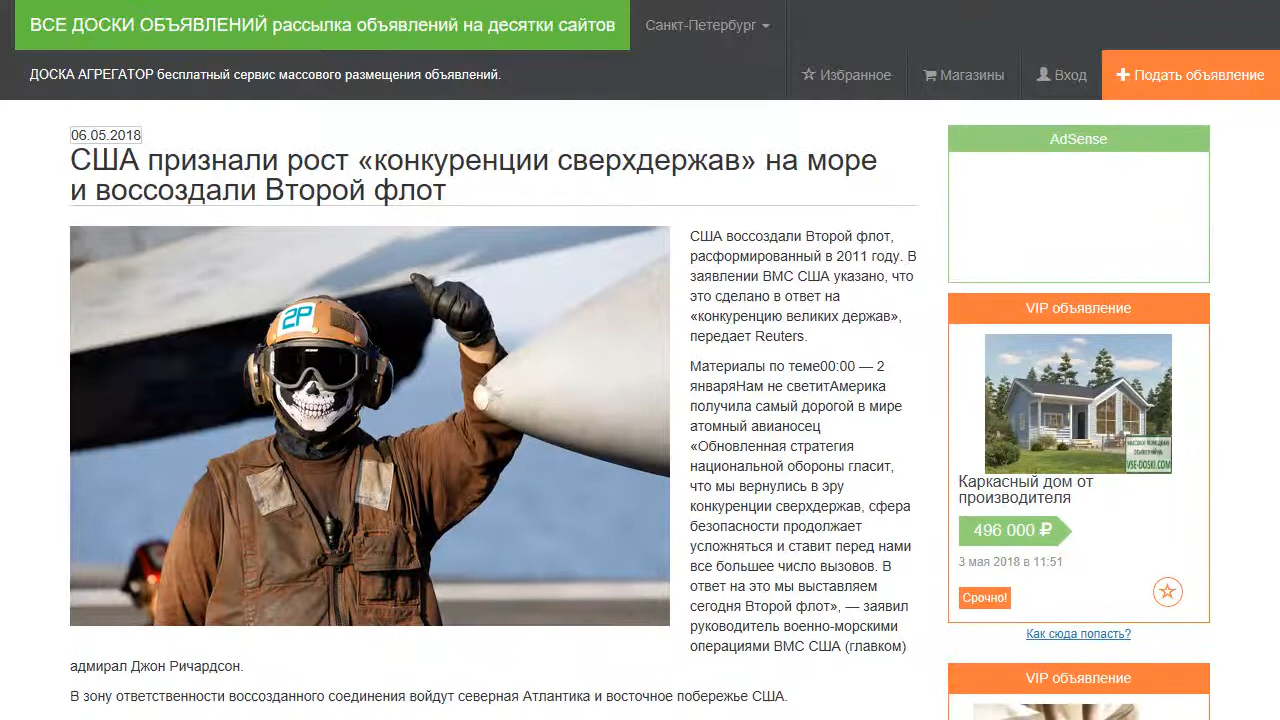 ВСЕ ДОСКИ ОБЪЯВЛЕНИЙ рассылка объявлений на десятки сайтов
Санкт-Петербург
ДОСКА АГРЕГАТОР бесплатный сервис массового размещения объявлений.
Избранное
Магазины
Вход
Подать объявление
06.05.2018
США признали рост «конкуренции сверхдержав» на море
и воссоздали Второй флот
2P
США воссоздали Второй флот,
расформированный в 2011 году. В
заявлении ВМС США указано, что
это сделано в ответ на
«конкуренцию великих держав»,
передает Reuters.
Материалы по теме00:00 — 2
январяНам не светитАмерика
получила самый дорогой в мире
атомный авианосец
«Обновленная стратегия
национальной обороны гласит,
что мы вернулись в эру
конкуренции сверхдержав, сфера
безопасности продолжает
усложняться и ставит перед нами
все большее число вызовов. В
ответ на это мы выставляем
сегодня Второй флот», — заявил
руководитель военно-морскими
операциями ВМС США (главком)
адмирал Джон Ричардсон.
В зону ответственности воссозданного соединения войдут северная Атлантика и восточное побережье США.
AdSense
VIP объявление
VSE-DOSKI.COM
Каркасный дом от
производителя
496 000 ₽
3 мая 2018 в 11:51
Срочно!
Как сюда попасть?
VIP объявление